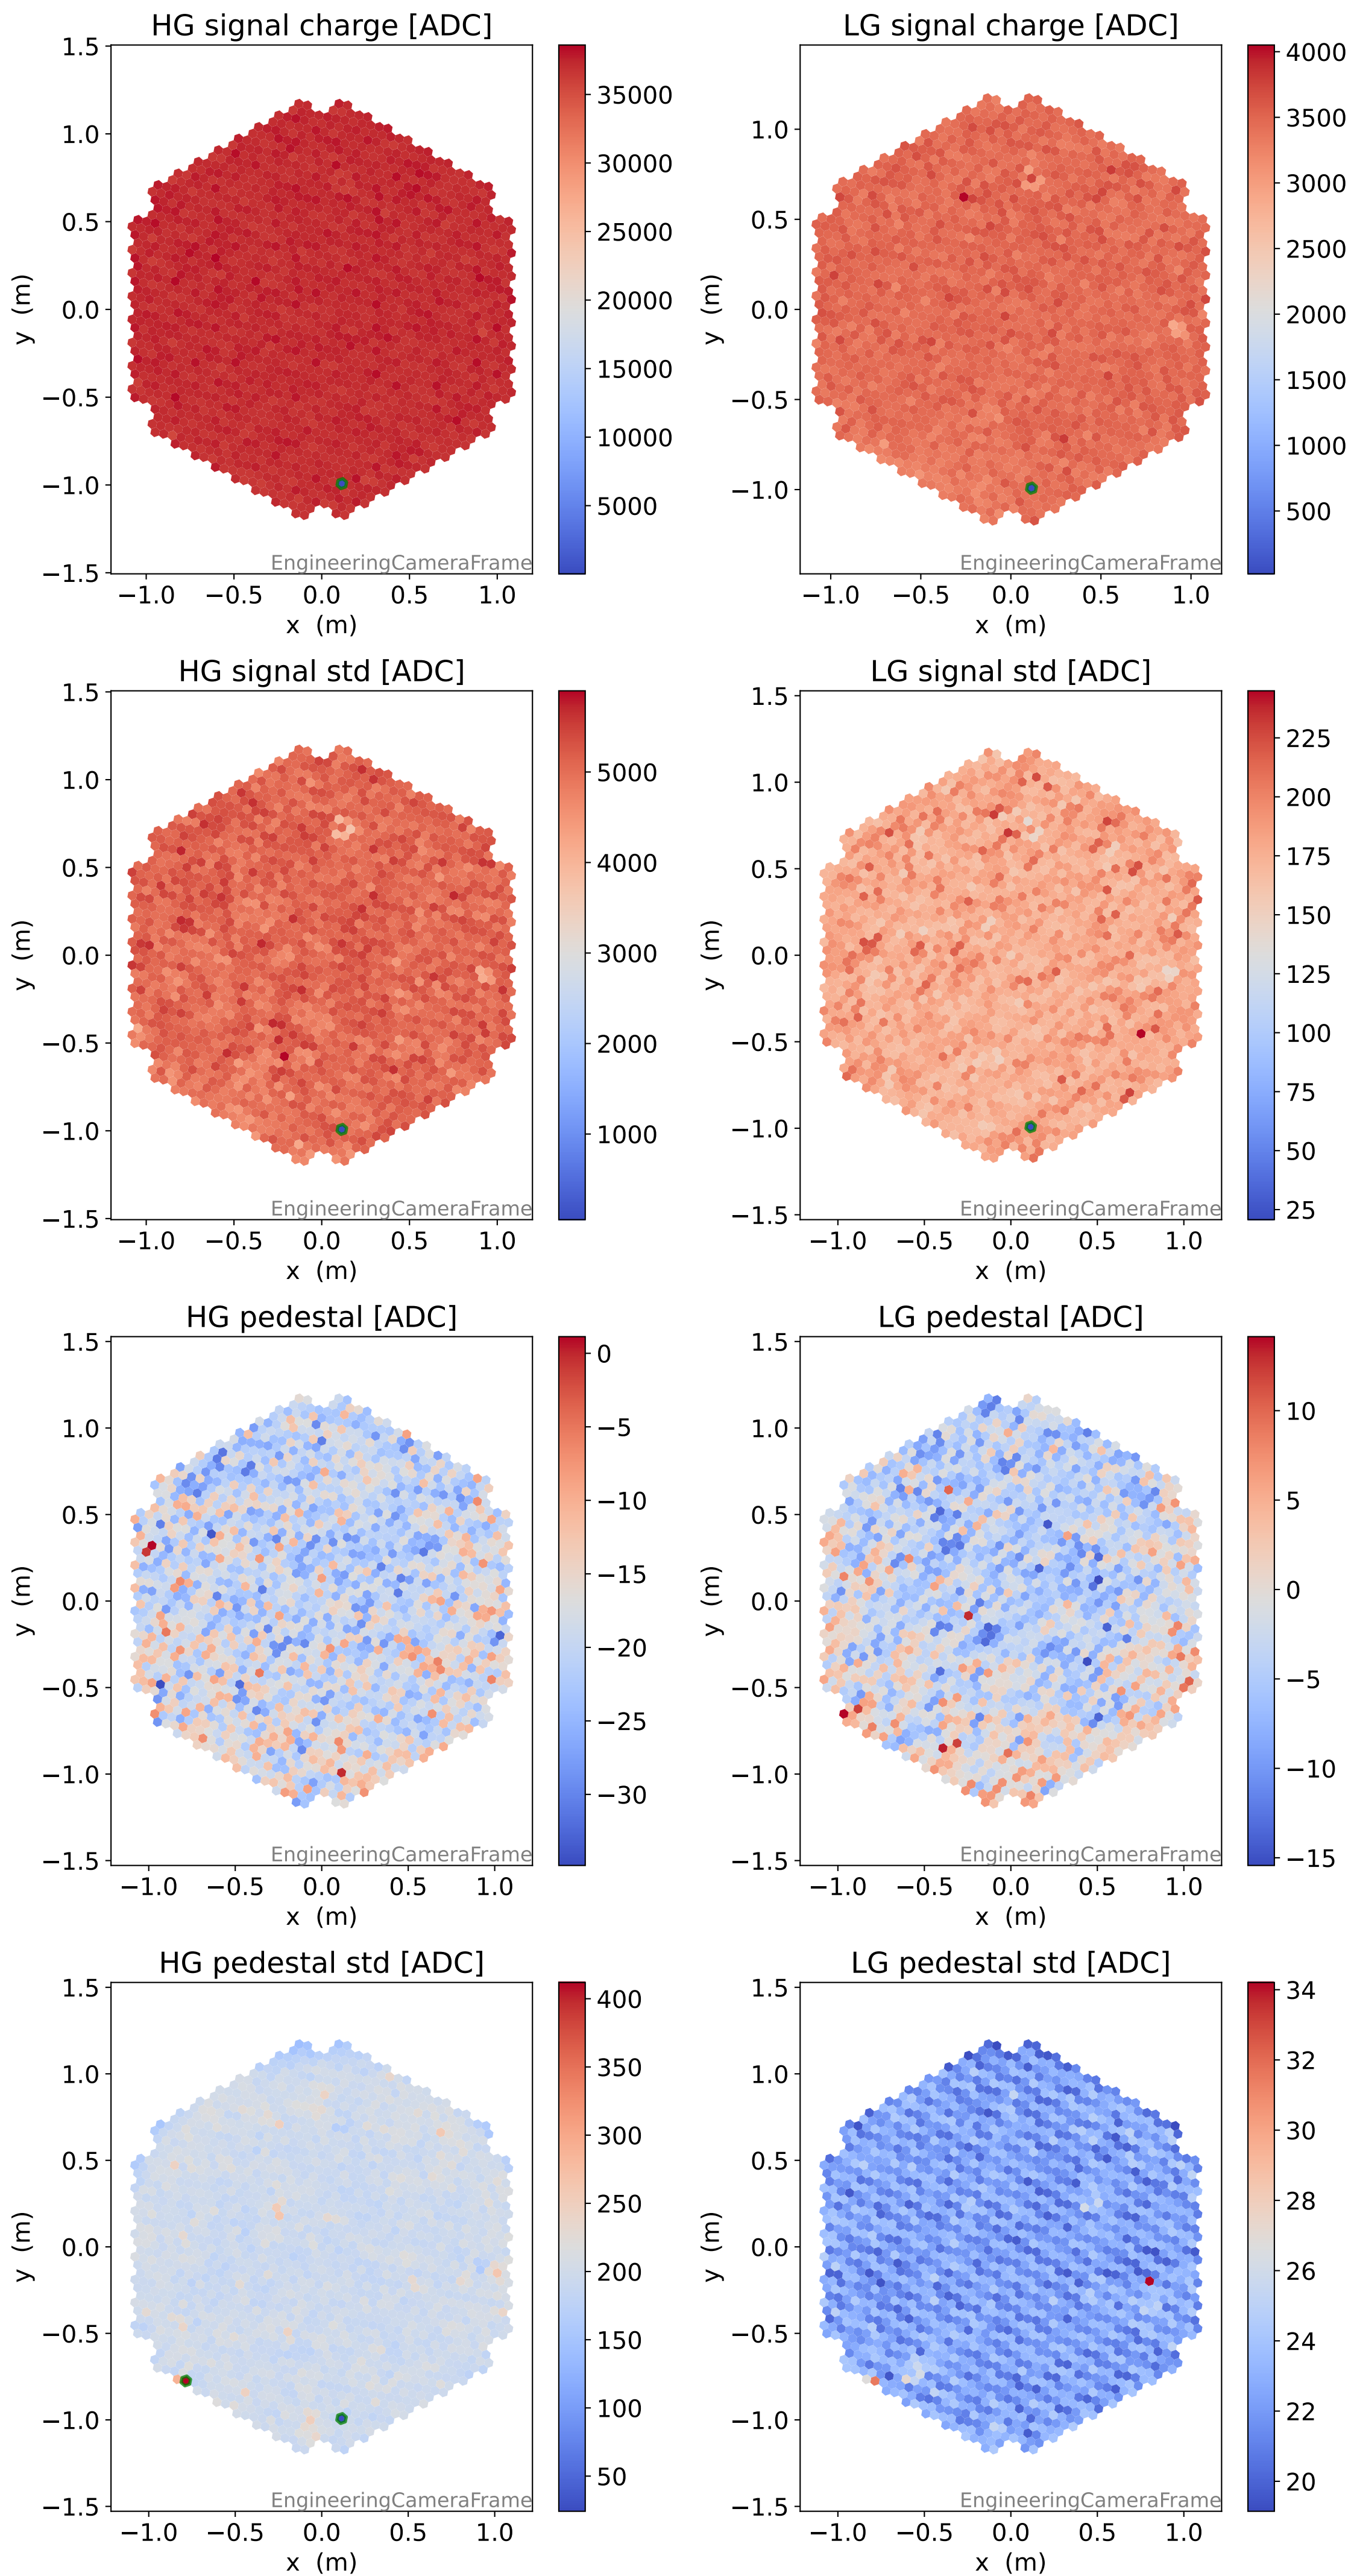 HG signal charge [ADC]
1.5
1.0
0.5
0.0
−0.5
−1.0
−1.5
y (m)
−1.0 −0.5 0.0 0.5 1.0
x (m)
EngineeringCameraFrame
35000
30000
25000
20000
15000
10000
5000
LG signal charge [ADC]
1.0
0.5
0.0
−0.5
−1.0
y (m)
−1.0 −0.5 0.0 0.5 1.0
x (m)
EngineeringCameraFrame
4000
3500
3000
2500
2000
1500
1000
500
HG signal std [ADC]
1.5
1.0
0.5
0.0
−0.5
−1.0
−1.5
y (m)
−1.0 −0.5 0.0 0.5 1.0
x (m)
EngineeringCameraFrame
5000
4000
3000
2000
1000
LG signal std [ADC]
1.5
1.0
0.5
0.0
−0.5
−1.0
−1.5
y (m)
−1.0 −0.5 0.0 0.5 1.0
x (m)
EngineeringCameraFrame
225
200
175
150
125
100
75
50
25
HG pedestal [ADC]
1.5
1.0
0.5
0.0
−0.5
−1.0
−1.5
y (m)
−1.0 −0.5 0.0 0.5 1.0
x (m)
EngineeringCameraFrame
0
−5
−10
−15
−20
−25
−30
LG pedestal [ADC]
1.5
1.0
0.5
0.0
−0.5
−1.0
−1.5
y (m)
−1.0 −0.5 0.0 0.5 1.0
x (m)
EngineeringCameraFrame
10
5
0
−5
−10
−15
HG pedestal std [ADC]
1.5
1.0
0.5
0.0
−0.5
−1.0
−1.5
y (m)
−1.0 −0.5 0.0 0.5 1.0
x (m)
EngineeringCameraFrame
400
350
300
250
200
150
100
50
LG pedestal std [ADC]
1.5
1.0
0.5
0.0
−0.5
−1.0
−1.5
y (m)
−1.0 −0.5 0.0 0.5 1.0
x (m)
EngineeringCameraFrame
34
32
30
28
26
24
22
20